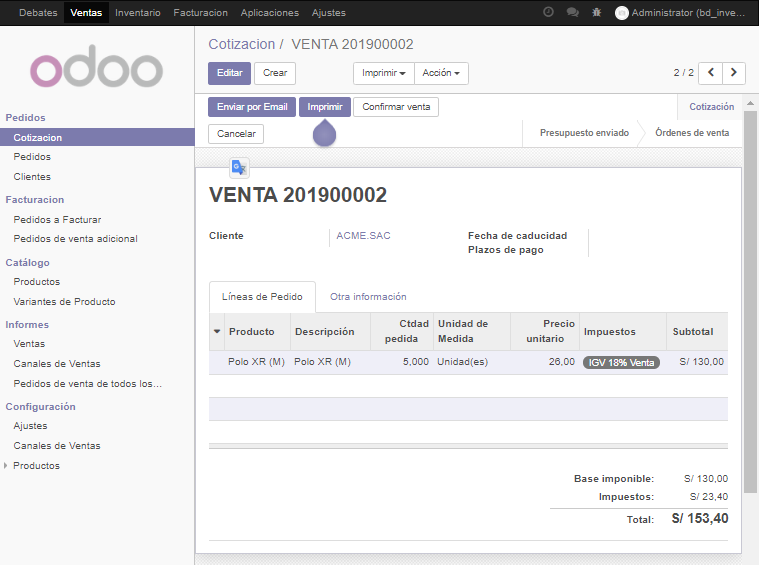 Debates Ventas Inventario Facturacion Aplicaciones Ajustes Administrator (bd_inve...
odoo
Cotizacion / VENTA 201900002
Editar Crear Imprimir Acción 2 / 2
Enviar por Email Imprimir Confirmar venta Cotización
Cancelar Presupuesto enviado Órdenes de venta
Pedidos
Cotizacion
Pedidos
Clientes
Facturacion
Pedidos a Facturar
Pedidos de venta adicional
Catálogo
Productos
Variantes de Producto
Informes
Ventas
Canales de Ventas
Pedidos de venta de todos los...
Configuración
Ajustes
Canales de Ventas
Productos
VENTA 201900002
Cliente ACME.SAC Fecha de caducidad
Plazos de pago
Líneas de Pedido Otra información
Producto Descripción Ctdad pedida Unidad de Medida Precio unitario Impuestos Subtotal
Polo XR (M) Polo XR (M) 5,000 Unidad(es) 26,00 IGV 18% Venta S/ 130,00
Base imponible: S/ 130,00
Impuestos: S/ 23,40
Total: S/ 153,40